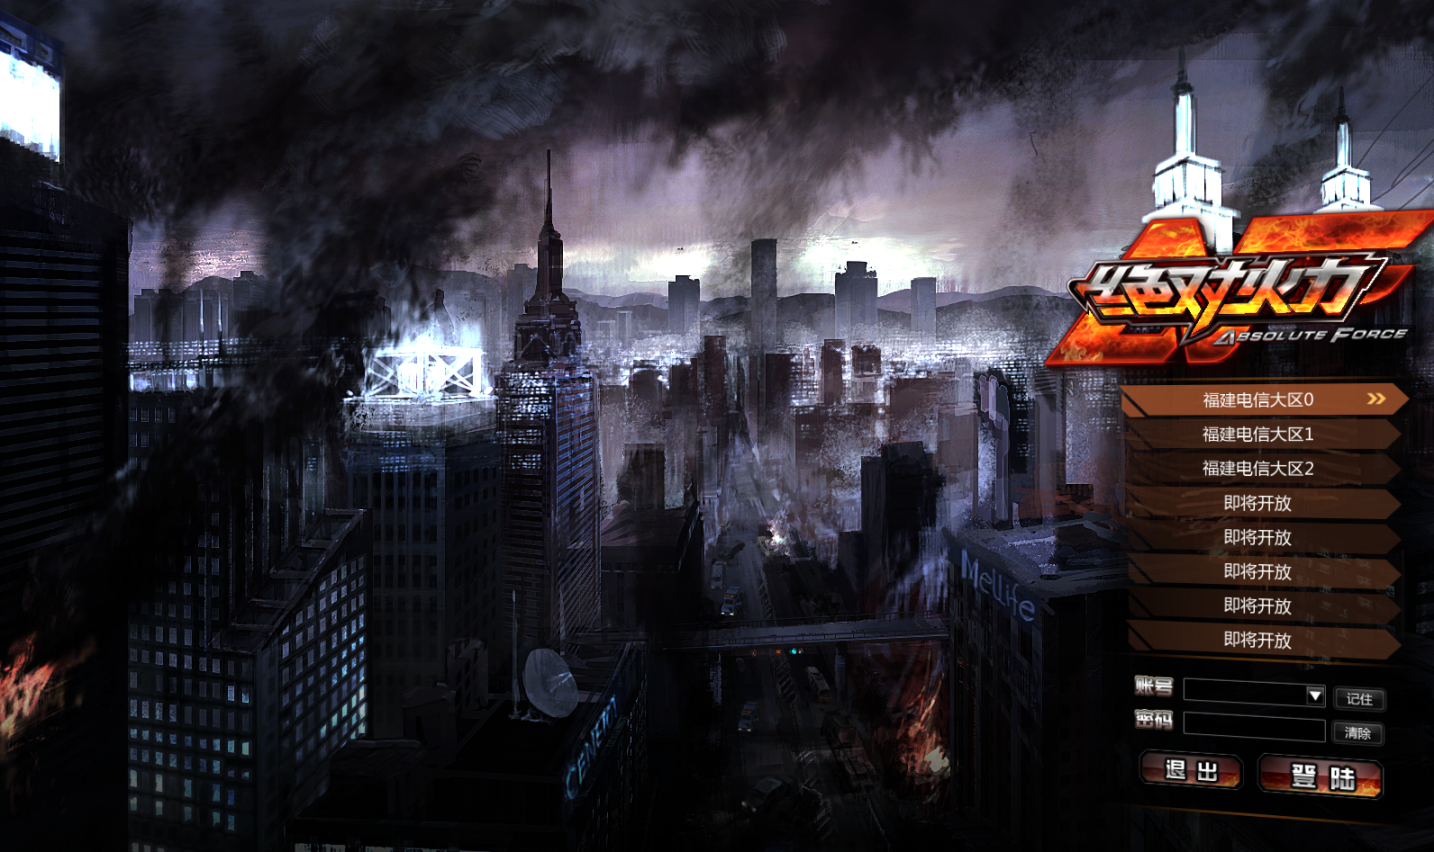 绝对火力
ABSOLUTE FORCE
福建电信大区0
福建电信大区1
福建电信大区2
即将开放
即将开放
即将开放
即将开放
即将开放
MetLife
账号
记住
密码
清除
退出
登陆